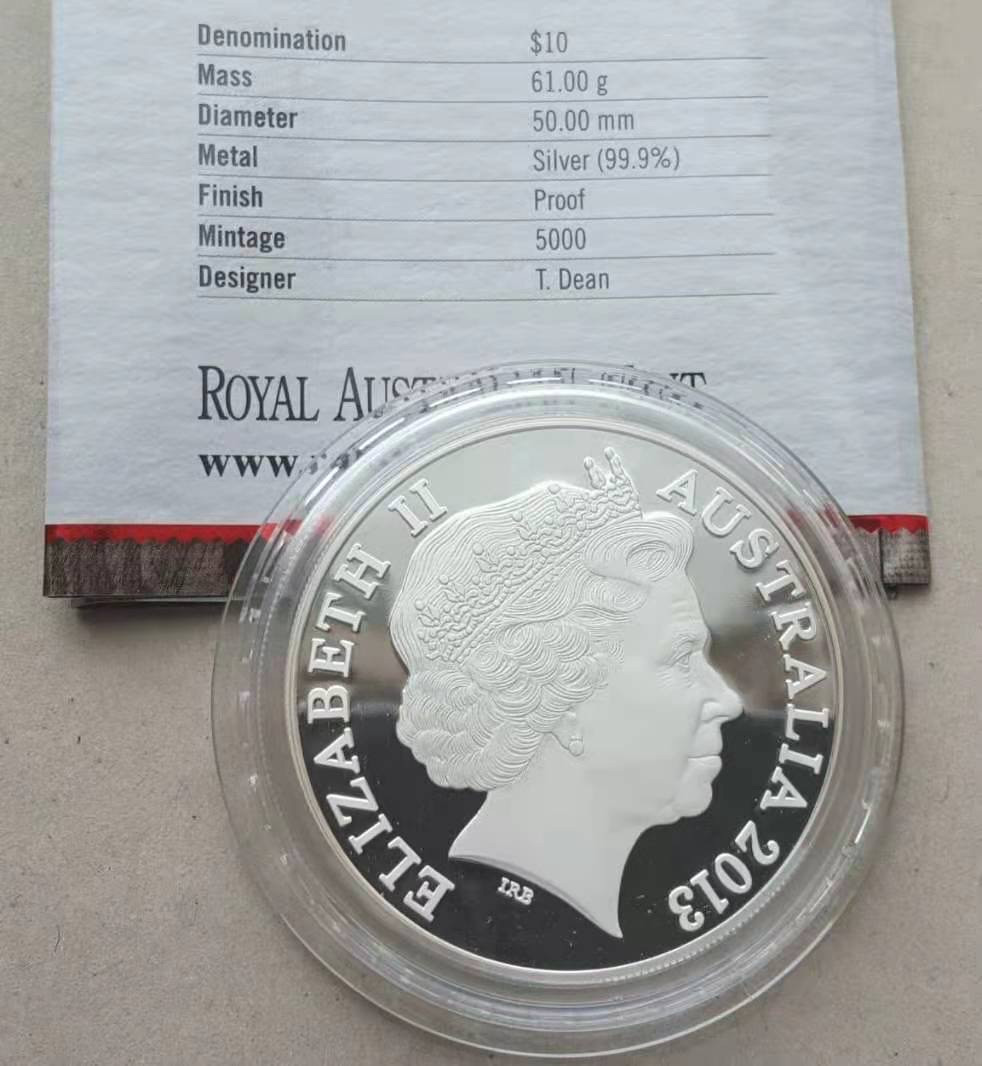 Denomination $10
Mass 61.00 g
Diameter 50.00 mm
Metal Silver (99.9%)
Finish Proof
Mintage 5000
Designer T. Dean
ROYAL
www.
ELIZABETH II
AUSTRALIA 2013
IRB